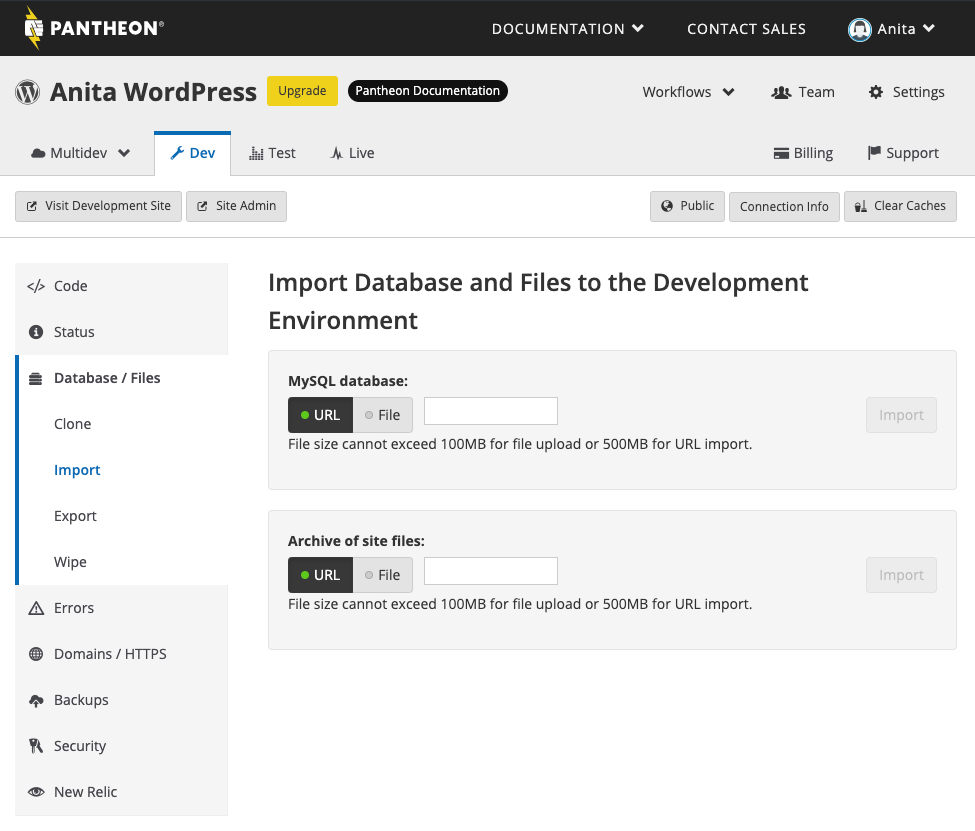 PANTHEON® DOCUMENTATION CONTACT SALES Anita
Anita WordPress Upgrade Pantheon Documentation Workflows Team Settings
Multidev Dev Test Live Billing Support
Visit Development Site Site Admin Public Connection Info Clear Caches
</> Code
Status
Database / Files
Clone
Import
Export
Wipe
Errors
Domains / HTTPS
Backups
Security
New Relic
Import Database and Files to the Development
Environment
MySQL database:
URL File Import
File size cannot exceed 100MB for file upload or 500MB for URL import.
Archive of site files:
URL File Import
File size cannot exceed 100MB for file upload or 500MB for URL import.